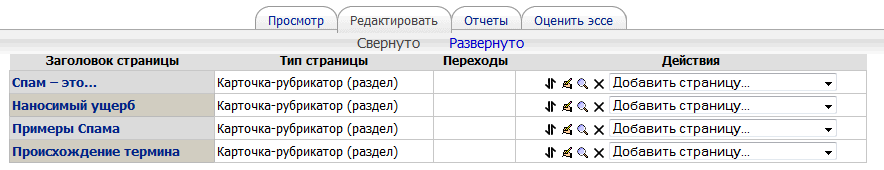 Просмотр Редактировать Отчеты Оценить эссе
Свернуто Развернуто
Заголовок страницы Тип страницы Переходы Действия
Спам – это... Карточка-рубрикатор (раздел) Добавить страницу...
Наносимый ущерб Карточка-рубрикатор (раздел) Добавить страницу...
Примеры Спама Карточка-рубрикатор (раздел) Добавить страницу...
Происхождение термина Карточка-рубрикатор (раздел) Добавить страницу...